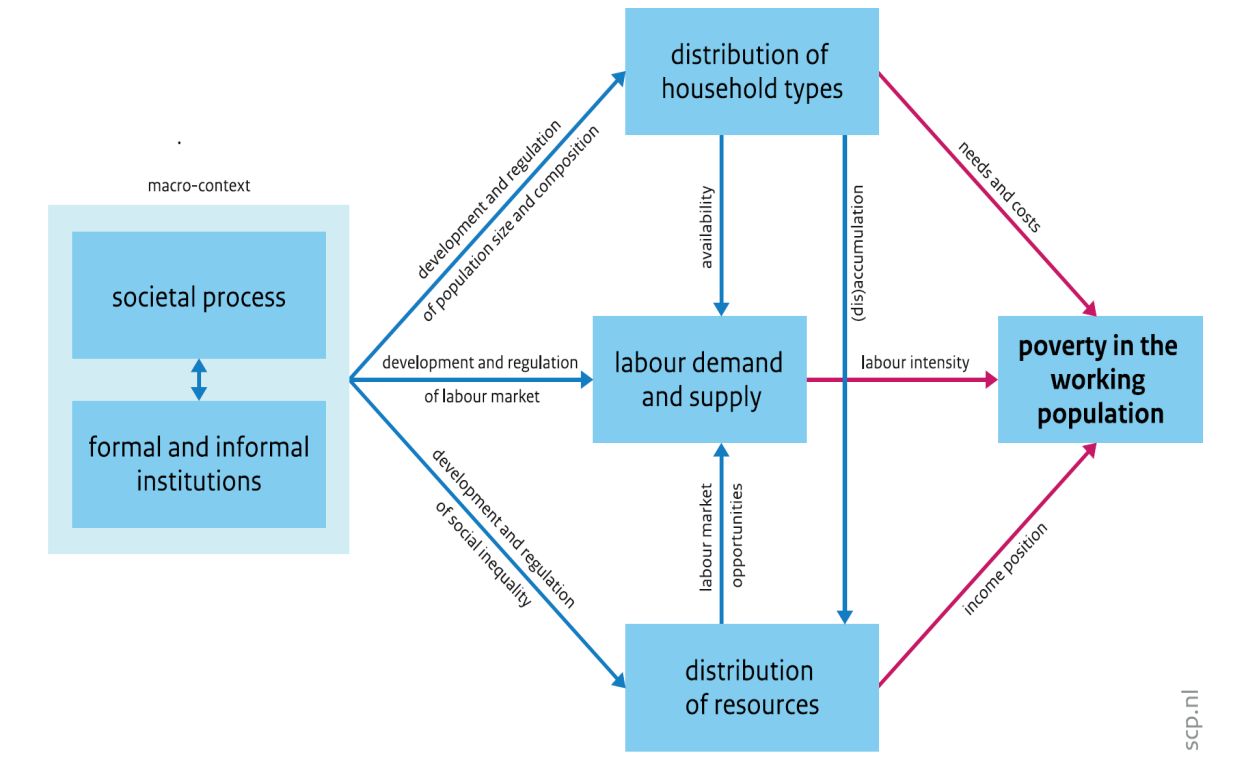 macro-context
societal process
formal and informal
institutions
development and regulation
of population size and composition
development and regulation
of labour market
development and regulation
of social inequality
distribution of
household types
availability
(dis)accumulation
labour demand
and supply
labour market
opportunities
distribution
of resources
needs and costs
labour intensity
income position
poverty in the
working
population
scp.nl